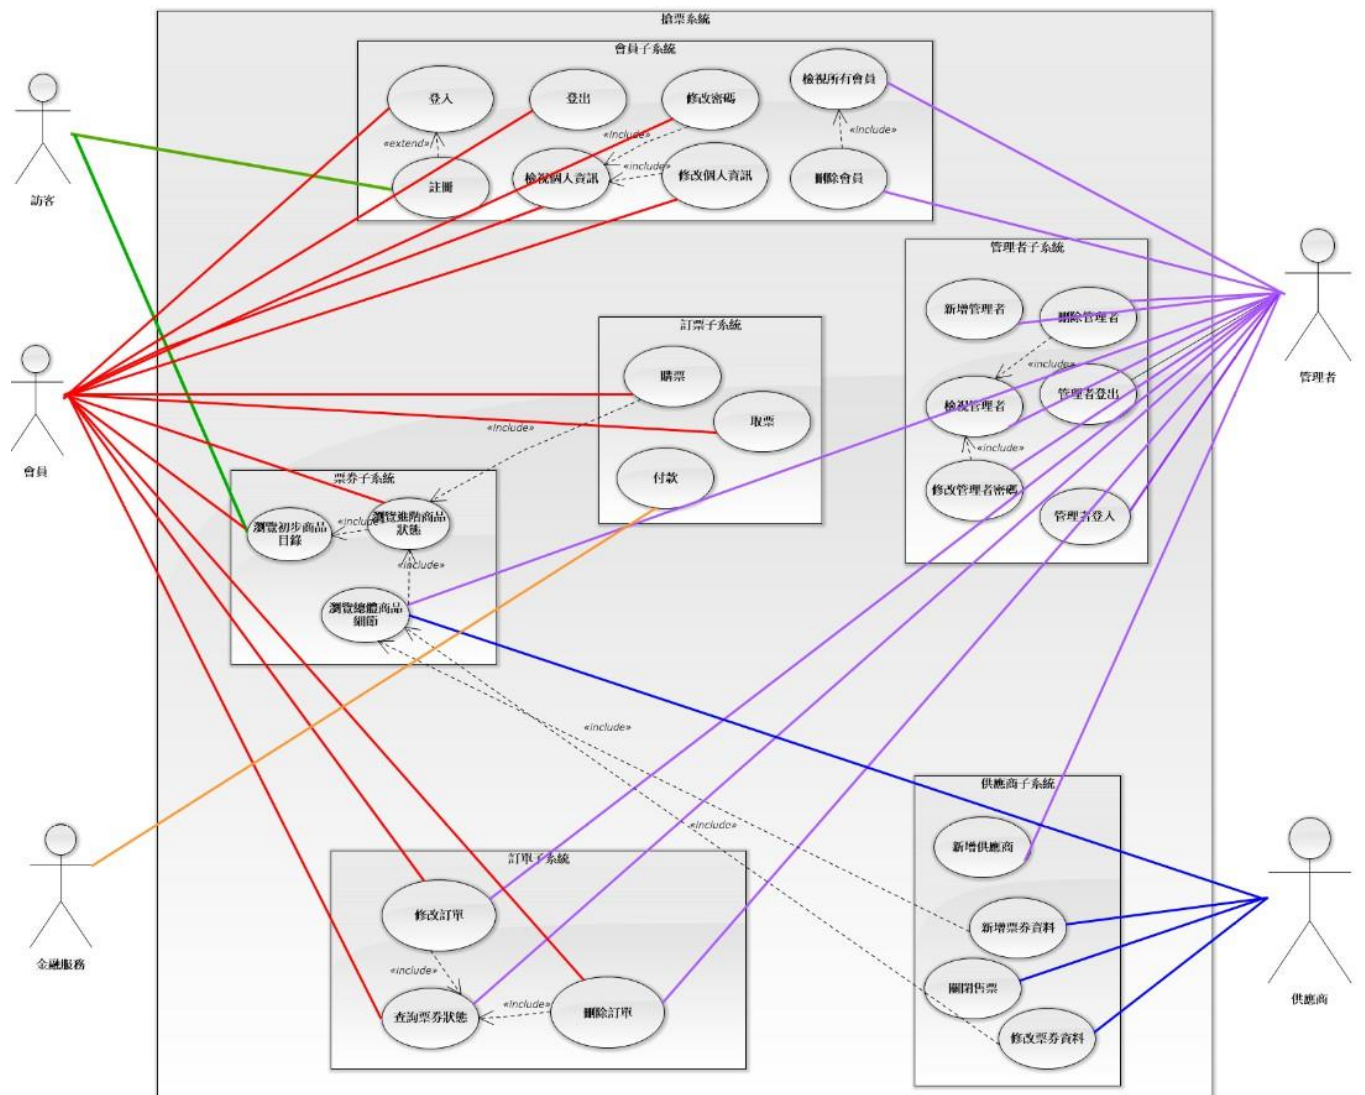 搶票系統
會員子系統
登入
登出
修改密碼
檢視所有會員
«extend»
«include»
«include»
«include»
註冊
檢視個人資訊
修改個人資訊
刪除會員
訪客
管理者子系統
新增管理者
刪除管理者
«include»
檢視管理者
管理者登出
«include»
修改管理者密碼
管理者登入
管理者
訂票子系統
購票
取票
付款
«include»
會員
票券子系統
瀏覽初步商品
目錄
«include»
瀏覽進階商品
狀態
«include»
瀏覽總體商品
細節
«include»
«include»
供應商子系統
新增供應商
新增票券資料
關閉售票
修改票券資料
供應商
訂單子系統
修改訂單
«include»
«include»
查詢票券狀態
刪除訂單
金融服務